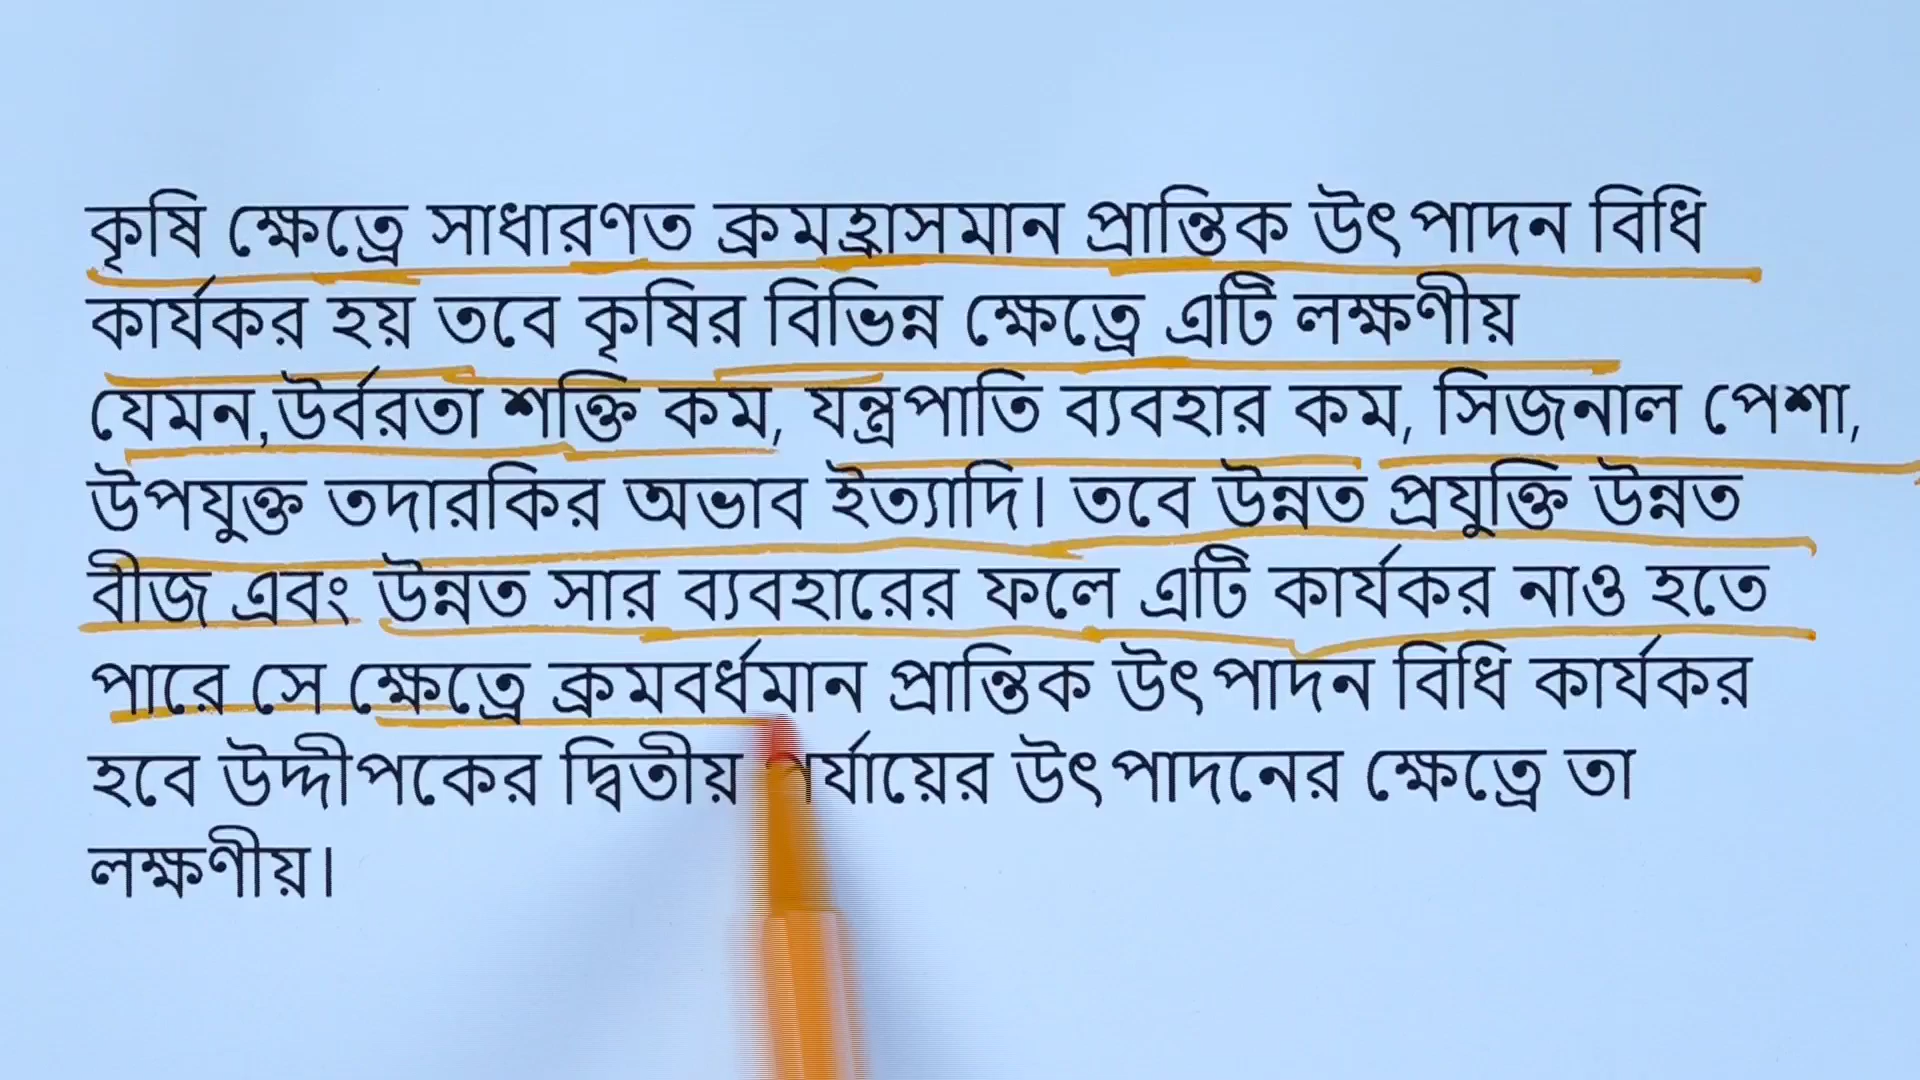 কৃষি ক্ষেত্রে সাধারণত ক্রমহ্রাসমান প্রান্তিক উৎপাদন বিধি
কার্যকর হয় তবে কৃষির বিভিন্ন ক্ষেত্রে এটি লক্ষণীয়
যেমন,উর্বরতা শক্তি কম, যন্ত্রপাতি ব্যবহার কম, সিজনাল পেশা,
উপযুক্ত তদারকির অভাব ইত্যাদি। তবে উন্নত প্রযুক্তি উন্নত
বীজ এবং উন্নত সার ব্যবহারের ফলে এটি কার্যকর নাও হতে
পারে সে ক্ষেত্রে ক্রমবর্ধমান প্রান্তিক উৎপাদন বিধি কার্যকর
হবে উদ্দীপকের দ্বিতীয় পর্যায়ের উৎপাদনের ক্ষেত্রে তা
লক্ষণীয়।